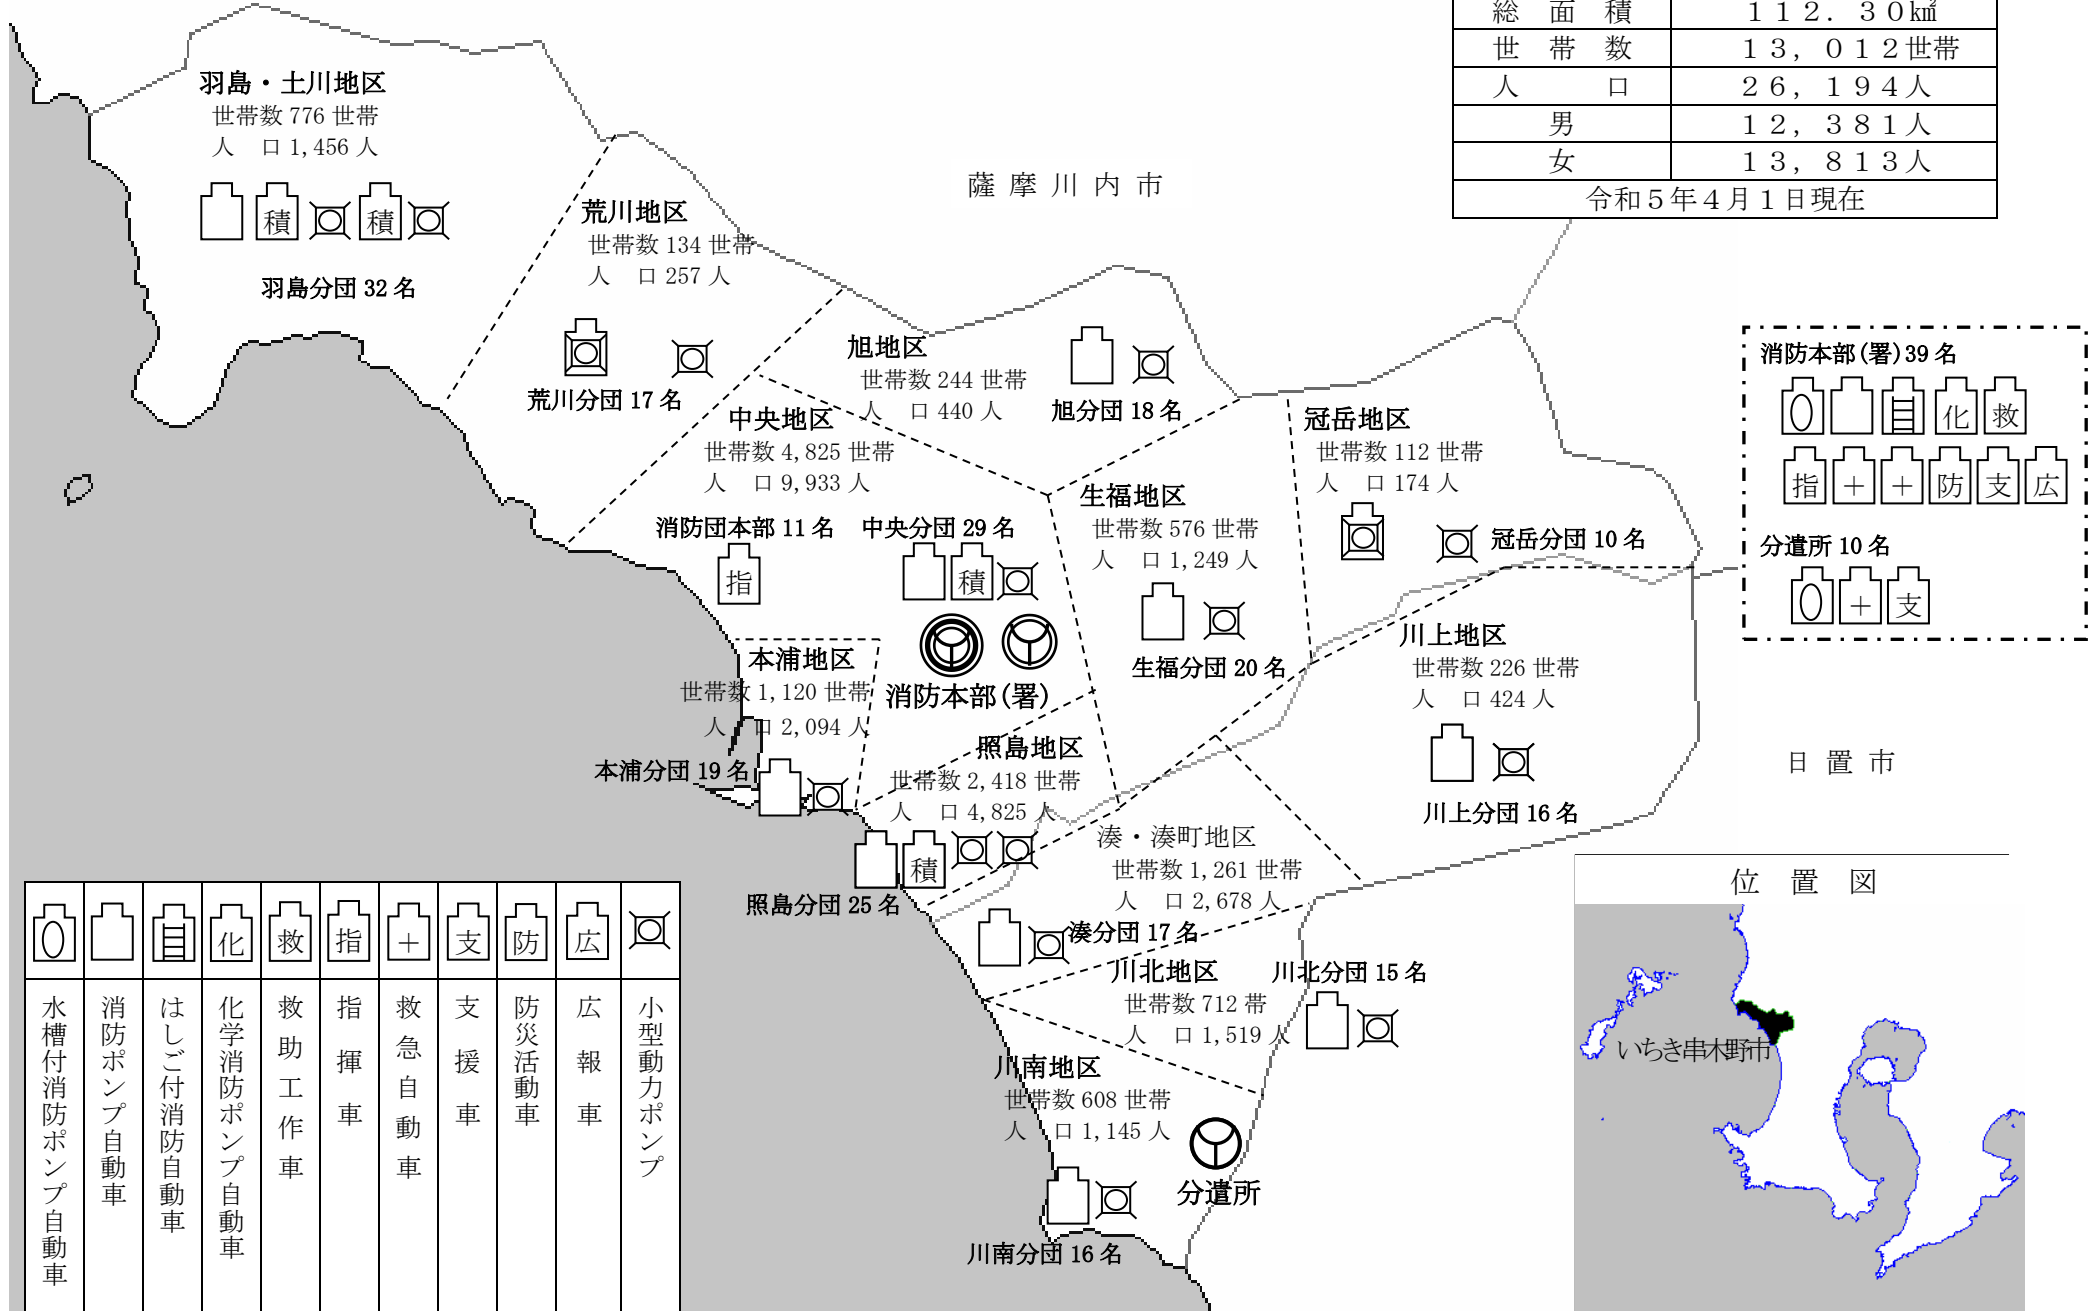 総面積 １１２．３０㎢
世帯数 １３，０１２世帯
人口 ２６，１９４人
男 １２，３８１人
女 １３，８１３人
令和５年４月１日現在
羽島・土川地区
世帯数 776 世帯
人 口 1,456 人
積
積
羽島分団 32 名
薩摩川内市
荒川地区
世帯数 134 世帯
人 口 257 人
荒川分団 17 名
旭地区
世帯数 244 世帯
人 口 440 人
旭分団 18 名
中央地区
世帯数 4,825 世帯
人 口 9,933 人
消防団本部 11 名
指
中央分団 29 名
積
消防本部(署)
冠岳地区
世帯数 112 世帯
人 口 174 人
冠岳分団 10 名
生福地区
世帯数 576 世帯
人 口 1,249 人
生福分団 20 名
消防本部(署)39 名
化 救
指 ＋ ＋ 防 支 広
分遣所 10 名
＋ 支
川上地区
世帯数 226 世帯
人 口 424 人
川上分団 16 名
日置市
本浦地区
世帯数 1,120 世帯
人 口 2,094 人
本浦分団 19 名
照島地区
世帯数 2,418 世帯
人 口 4,825 人
積
照島分団 25 名
湊・湊町地区
世帯数 1,261 世帯
人 口 2,678 人
湊分団 17 名
川北地区
世帯数 712 帯
人 口 1,519 人
川北分団 15 名
川南地区
世帯数 608 世帯
人 口 1,145 人
分遣所
川南分団 16 名
化 救 指 ＋ 支 防 広
水槽付消防ポンプ自動車
消防ポンプ自動車
はしご付消防自動車
化学消防ポンプ自動車
救助工作車
指揮車
救急自動車
支援車
防災活動車
広報車
小型動力ポンプ
位置図
いちき串木野市